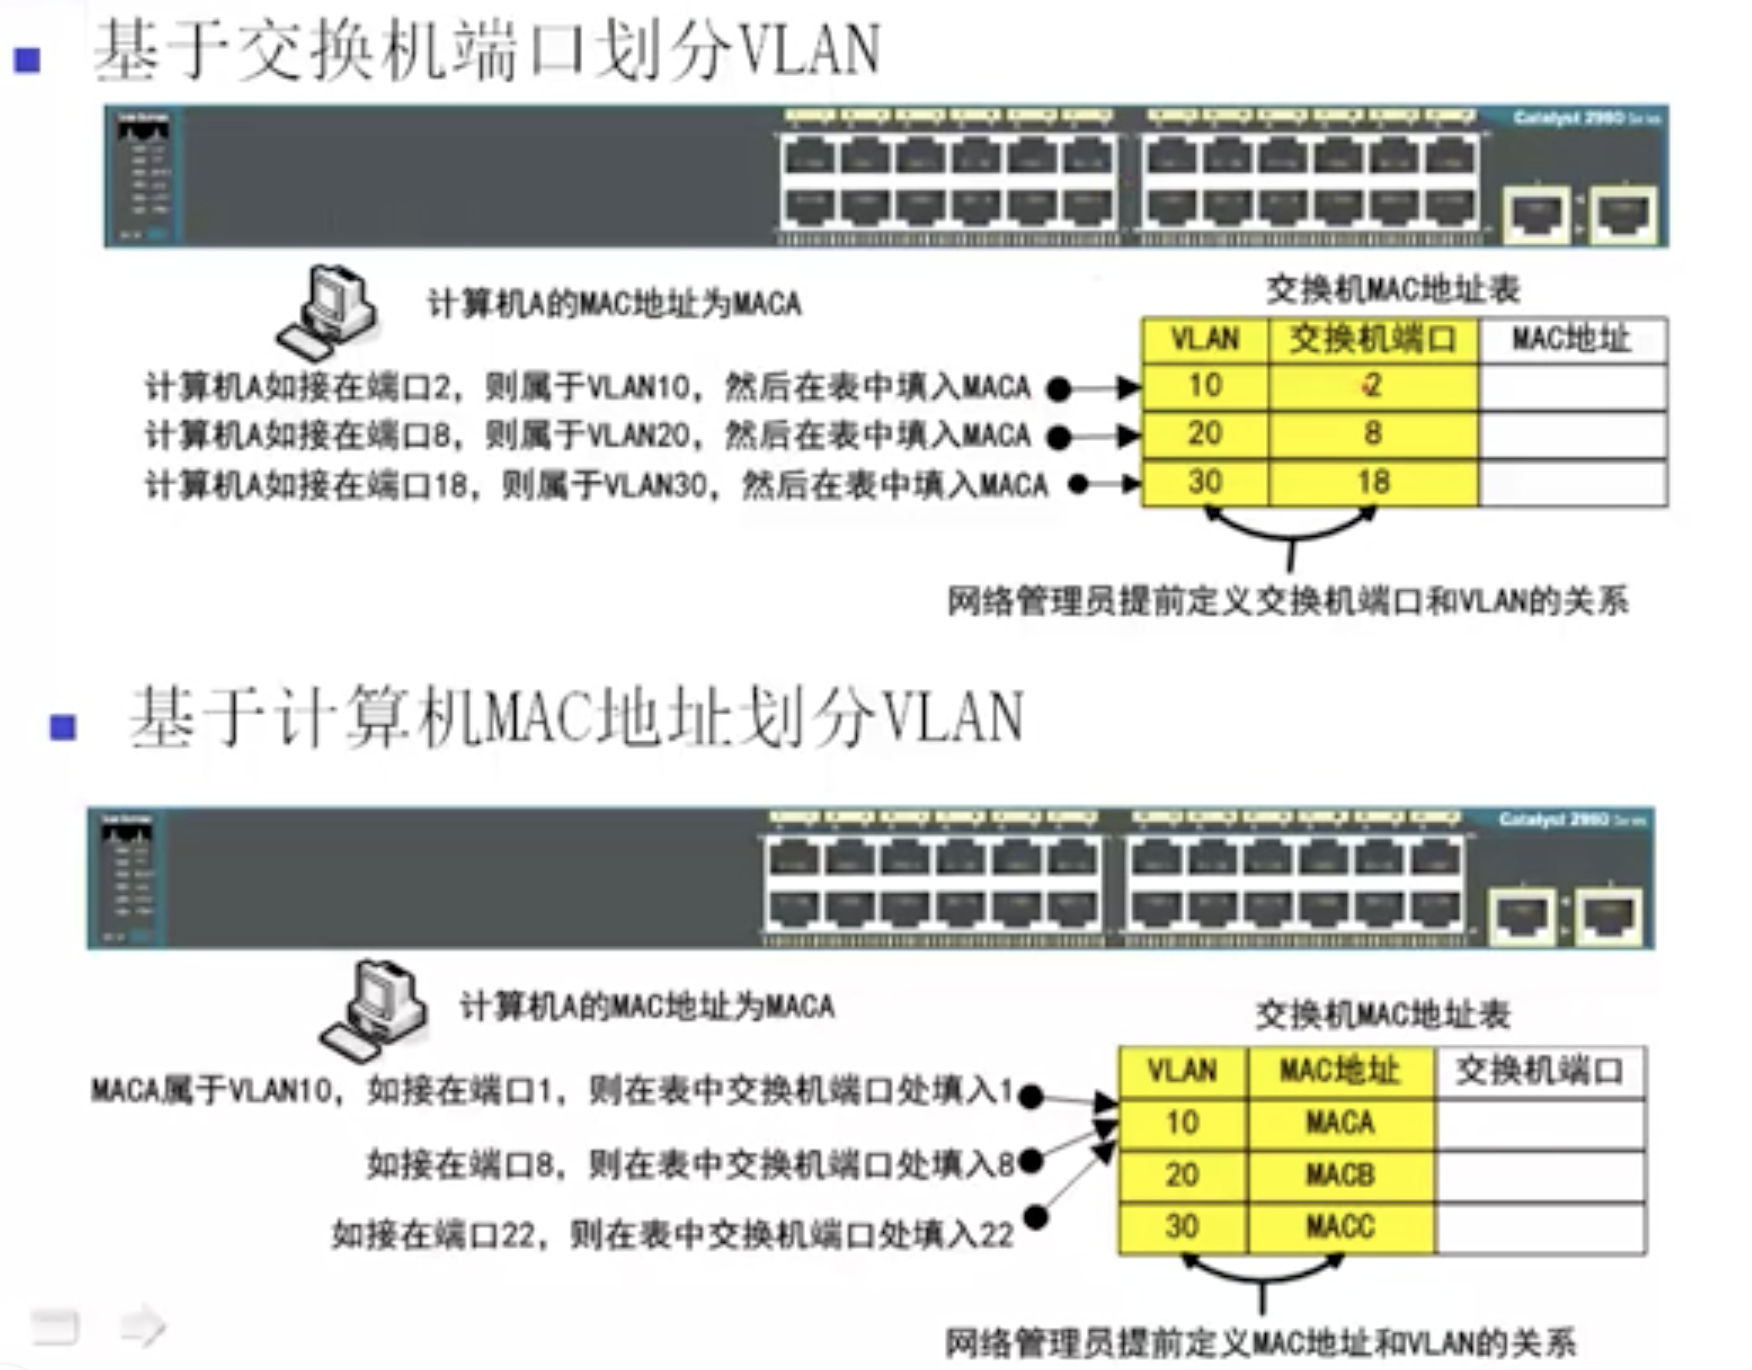 基于交换机端口划分VLAN
Catalyst 2960 Series
计算机A的MAC地址为MACA
交换机MAC地址表
VLAN 交换机端口 MAC地址
计算机A如接在端口2，则属于VLAN10，然后在表中填入MACA
10 2
计算机A如接在端口8，则属于VLAN20，然后在表中填入MACA
20 8
计算机A如接在端口18，则属于VLAN30，然后在表中填入MACA
30 18
网络管理员提前定义交换机端口和VLAN的关系
基于计算机MAC地址划分VLAN
Catalyst 2960 Series
计算机A的MAC地址为MACA
交换机MAC地址表
VLAN MAC地址 交换机端口
MACA属于VLAN10，如接在端口1，则在表中交换机端口处填入1
10 MACA
如接在端口8，则在表中交换机端口处填入8
20 MACB
如接在端口22，则在表中交换机端口处填入22
30 MACC
网络管理员提前定义MAC地址和VLAN的关系